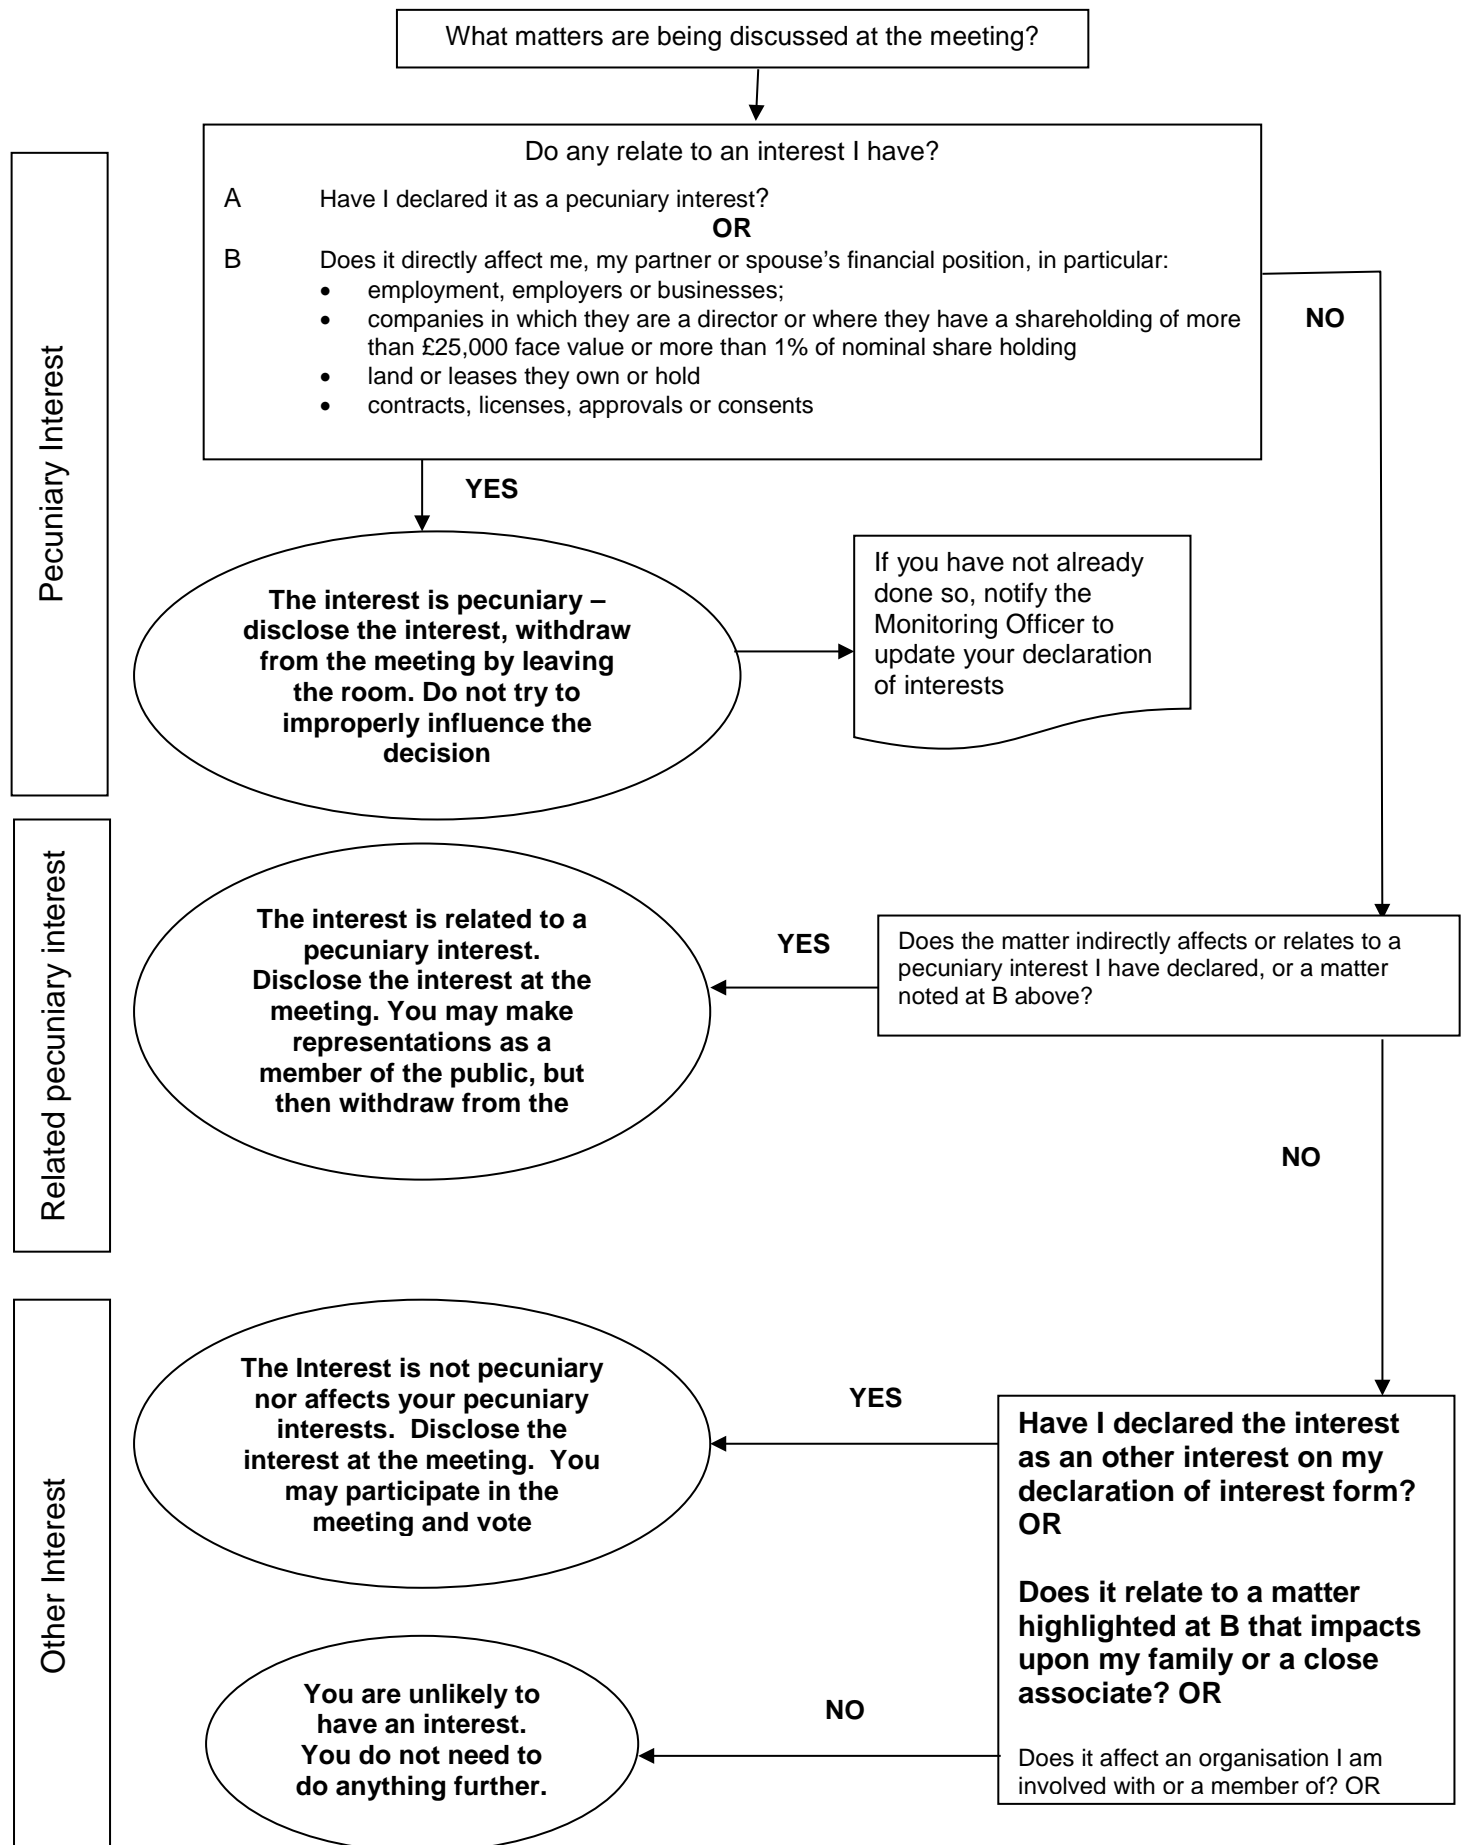 What matters are being discussed at the meeting?
Do any relate to an interest I have?
A Have I declared it as a pecuniary interest?
OR
B Does it directly affect me, my partner or spouse's financial position, in particular:
• employment, employers or businesses;
• companies in which they are a director or where they have a shareholding of more
than £25,000 face value or more than 1% of nominal share holding
• land or leases they own or hold
• contracts, licenses, approvals or consents
NO
Pecuniary Interest
YES
The interest is pecuniary –
disclose the interest, withdraw
from the meeting by leaving
the room. Do not try to
improperly influence the
decision
If you have not already
done so, notify the
Monitoring Officer to
update your declaration
of interests
Related pecuniary interest
The interest is related to a
pecuniary interest.
Disclose the interest at the
meeting. You may make
representations as a
member of the public, but
then withdraw from the
YES
Does the matter indirectly affects or relates to a
pecuniary interest I have declared, or a matter
noted at B above?
NO
Other Interest
The Interest is not pecuniary
nor affects your pecuniary
interests. Disclose the
interest at the meeting. You
may participate in the
meeting and vote
YES
Have I declared the interest
as an other interest on my
declaration of interest form?
OR
Does it relate to a matter
highlighted at B that impacts
upon my family or a close
associate? OR
Does it affect an organisation I am
involved with or a member of? OR
NO
You are unlikely to
have an interest.
You do not need to
do anything further.